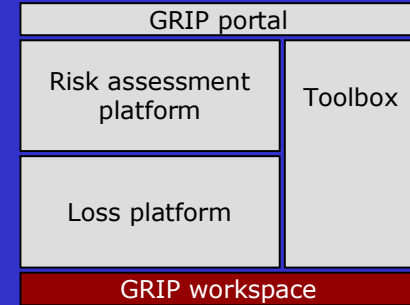 GRIP portal
Risk assessment
platform
Toolbox
Loss platform
GRIP workspace